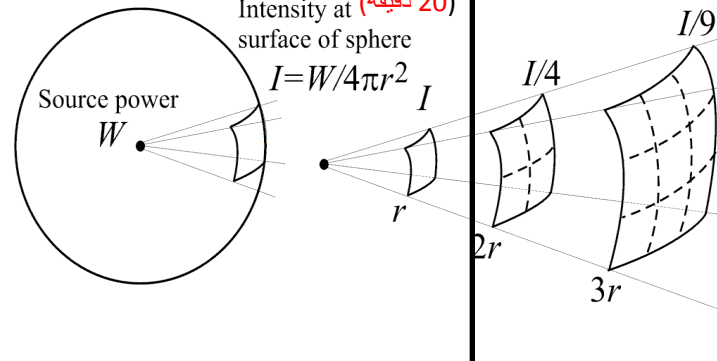 Intensity at (20 دقيقة)
surface of sphere
I=W/4πr²
Source power
W
I
r
I/4
2r
I/9
3r